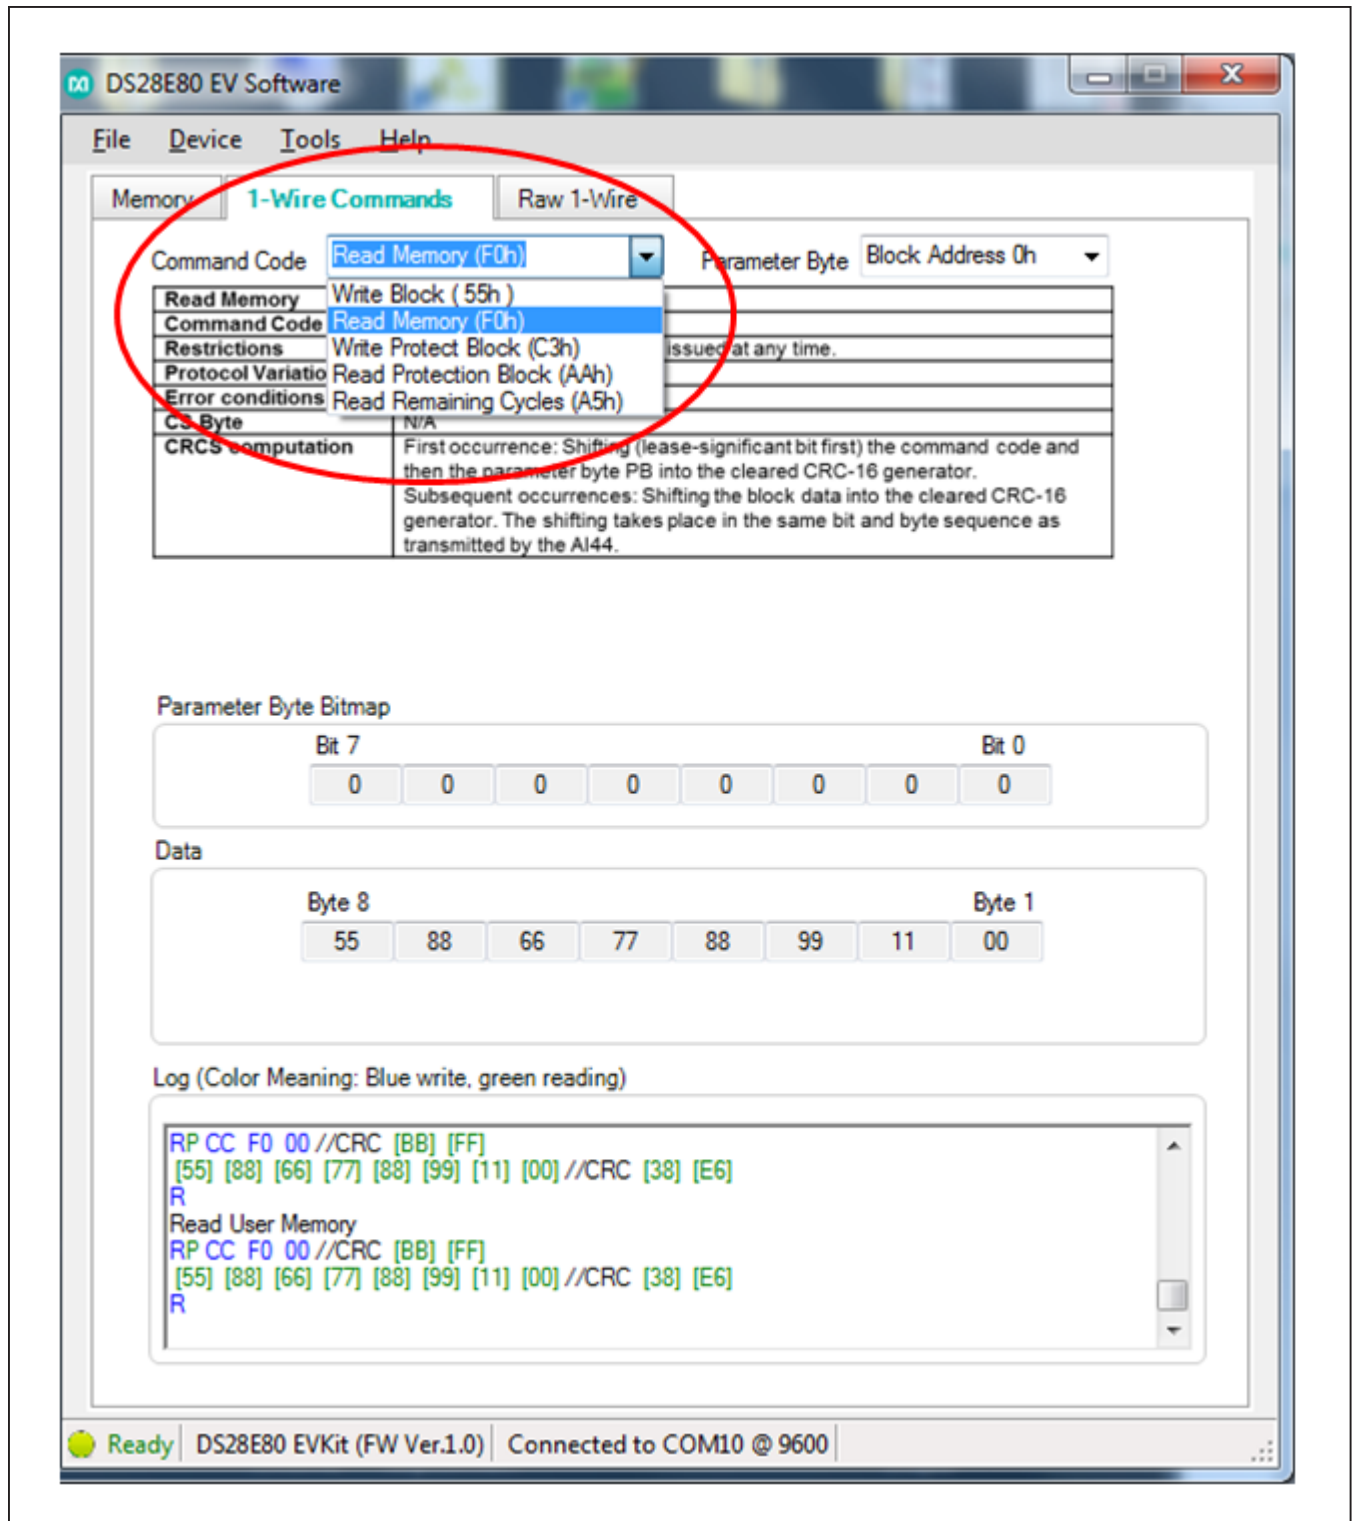 DS28E80 EV Software
File Device Tools Help
Memory 1-Wire Commands Raw 1-Wire
Command Code Read Memory (F0h) Parameter Byte Block Address 0h
Write Block ( 55h )
Read Memory (F0h)
Write Protect Block (C3h)
Read Protection Block (AAh)
Read Remaining Cycles (A5h)
Read Memory
Command Code
Restrictions issued at any time.
Protocol Variatio
Error conditions
CS Byte N/A
CRCS computation First occurrence: Shifting (lease-significant bit first) the command code and
then the parameter byte PB into the cleared CRC-16 generator.
Subsequent occurrences: Shifting the block data into the cleared CRC-16
generator. The shifting takes place in the same bit and byte sequence as
transmitted by the AI44.
Parameter Byte Bitmap
Bit 7 Bit 0
0 0 0 0 0 0 0 0
Data
Byte 8 Byte 1
55 88 66 77 88 99 11 00
Log (Color Meaning: Blue write, green reading)
RP CC F0 00 //CRC [BB] [FF]
[55] [88] [66] [77] [88] [99] [11] [00] //CRC [38] [E6]
R
Read User Memory
RP CC F0 00 //CRC [BB] [FF]
[55] [88] [66] [77] [88] [99] [11] [00] //CRC [38] [E6]
R
Ready DS28E80 EVKit (FW Ver.1.0) Connected to COM10 @ 9600